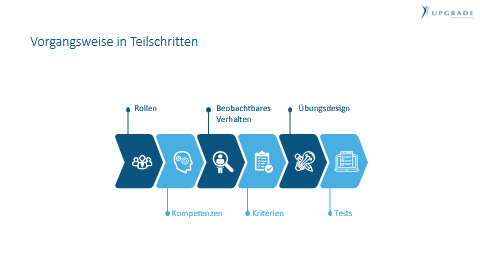 UPGRADE
Vorgangsweise in Teilschritten
Rollen
Beobachtbares
Verhalten
Übungsdesign
Kompetenzen
Kriterien
Tests